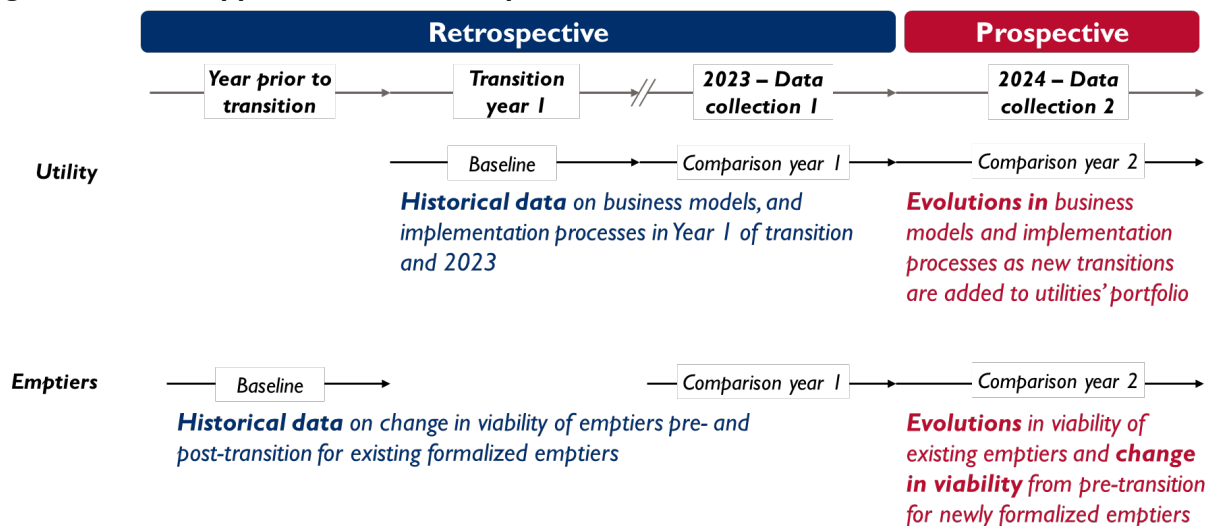 Retrospective
Prospective
Year prior to
transition
Transition
year 1
2023 – Data
collection 1
2024 – Data
collection 2
Utility
Baseline
Comparison year 1
Comparison year 2
Historical data on business models, and
implementation processes in Year 1 of transition
and 2023
Evolutions in business
models and implementation
processes as new transitions
are added to utilities’ portfolio
Emptiers
Baseline
Comparison year 1
Comparison year 2
Historical data on change in viability of emptiers pre- and
post-transition for existing formalized emptiers
Evolutions in viability of
existing emptiers and change
in viability from pre-transition
for newly formalized emptiers